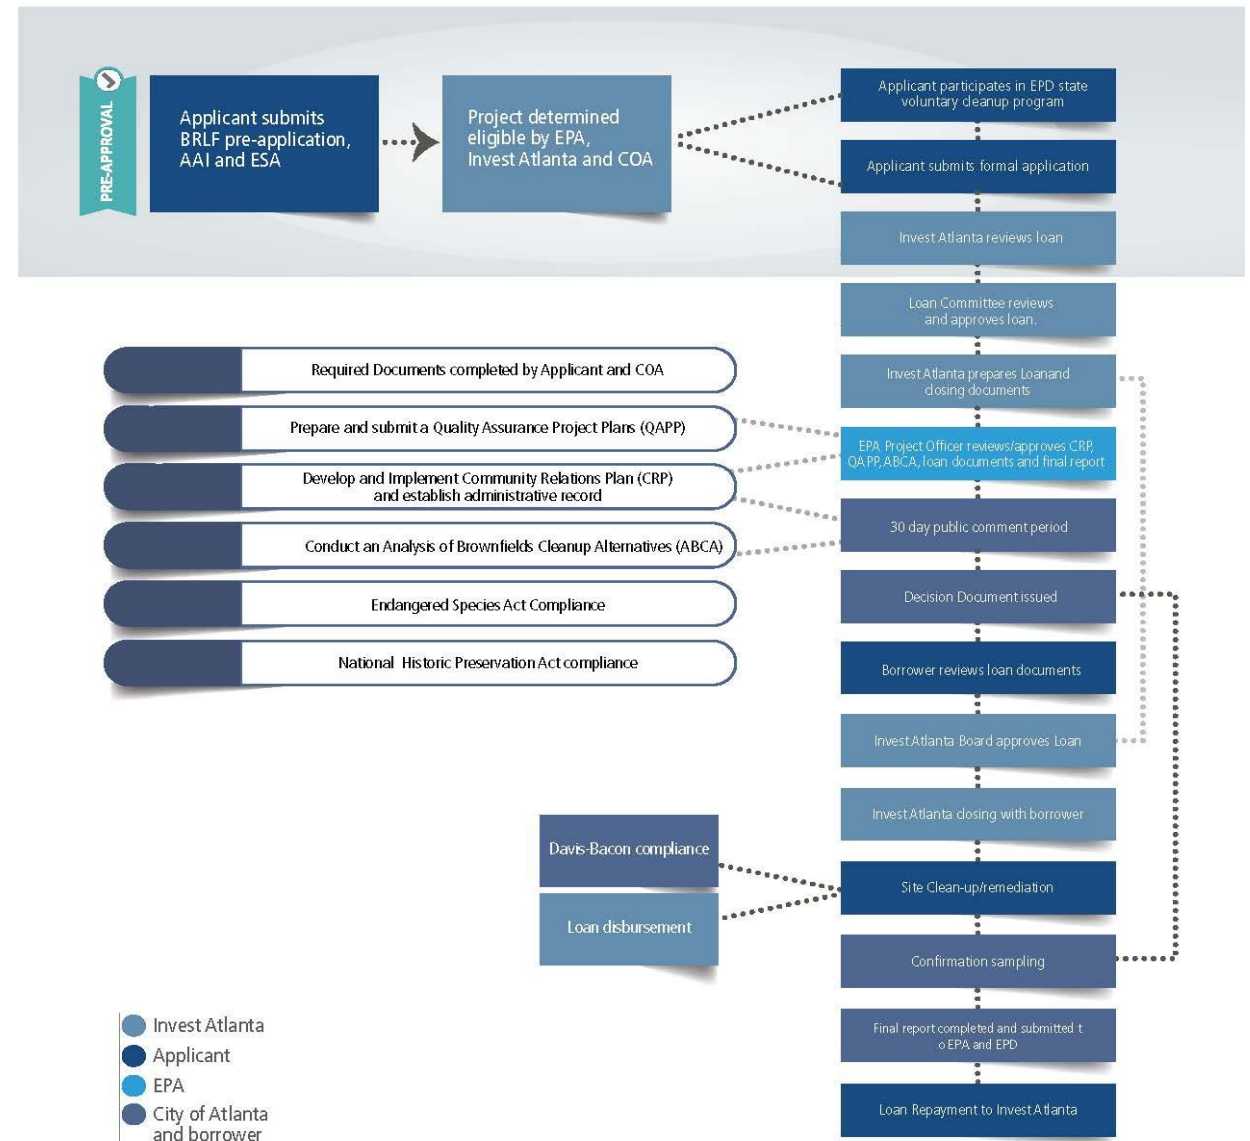 PRE-APPROVAL
Applicant submits
BRLF pre-application,
AAI and ESA
Project determined
eligible by EPA,
Invest Atlanta and COA
Applicant participates in EPD state
voluntary cleanup program
Applicant submits formal application
Invest Atlanta reviews loan
Loan Committee reviews
and approves loan.
Invest Atlanta prepares Loanand
closing documents
EPA Project Officer reviews/approves CRP,
QAPP, ABCA, loan documents and final report
30 day public comment period
Decision Document issued
Borrower reviews loan documents
Invest Atlanta Board approves Loan
Invest Atlanta closing with borrower
Site Clean-up/remediation
Confirmation sampling
Final report completed and submitted t
o EPA and EPD
Loan Repayment to Invest Atlanta
Required Documents completed by Applicant and COA
Prepare and submit a Quality Assurance Project Plans (QAPP)
Develop and Implement Community Relations Plan (CRP)
and establish administrative record
Conduct an Analysis of Brownfields Cleanup Alternatives (ABCA)
Endangered Species Act Compliance
National Historic Preservation Act compliance
Davis-Bacon compliance
Loan disbursement
Invest Atlanta
Applicant
EPA
City of Atlanta
and borrower